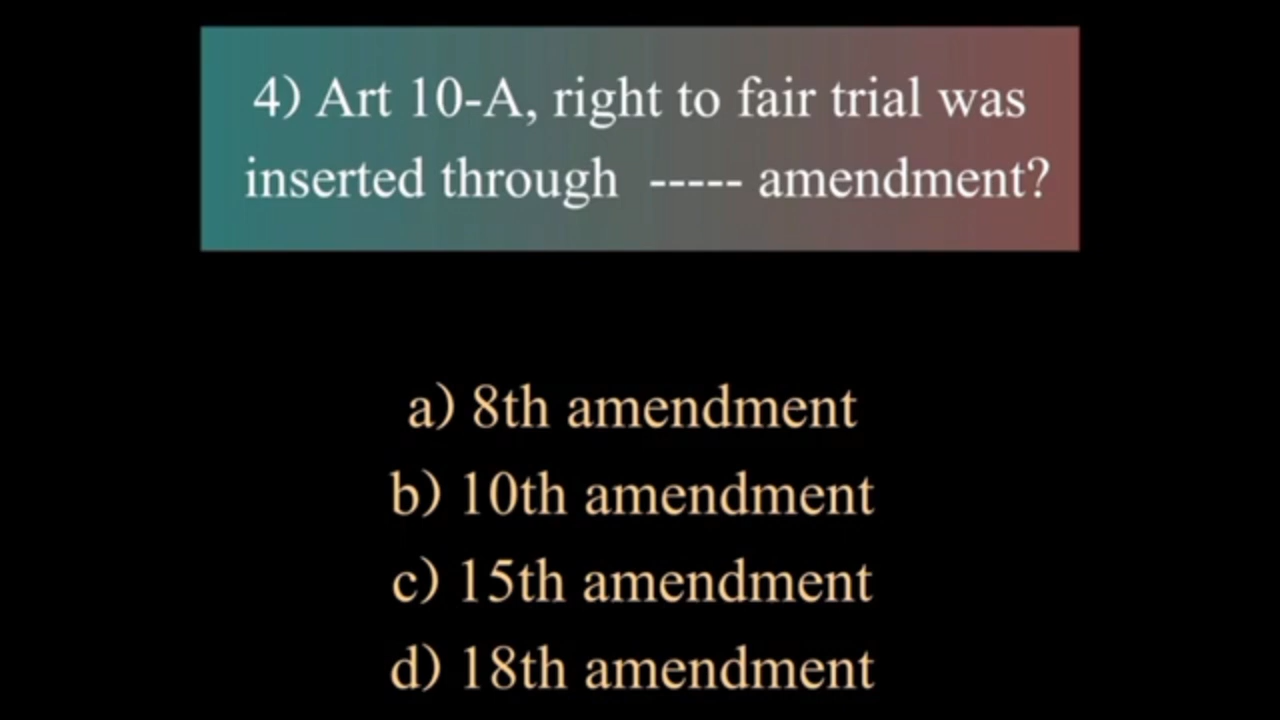 4) Art 10-A, right to fair trial was
inserted through ----- amendment?
a) 8th amendment
b) 10th amendment
c) 15th amendment
d) 18th amendment